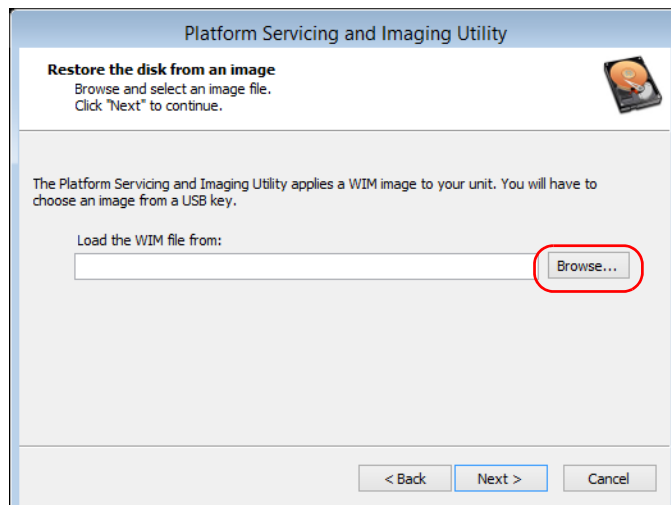 Platform Servicing and Imaging Utility
Restore the disk from an image
Browse and select an image file.
Click "Next" to continue.
The Platform Servicing and Imaging Utility applies a WIM image to your unit. You will have to
choose an image from a USB key.
Load the WIM file from:
Browse...
< Back Next > Cancel